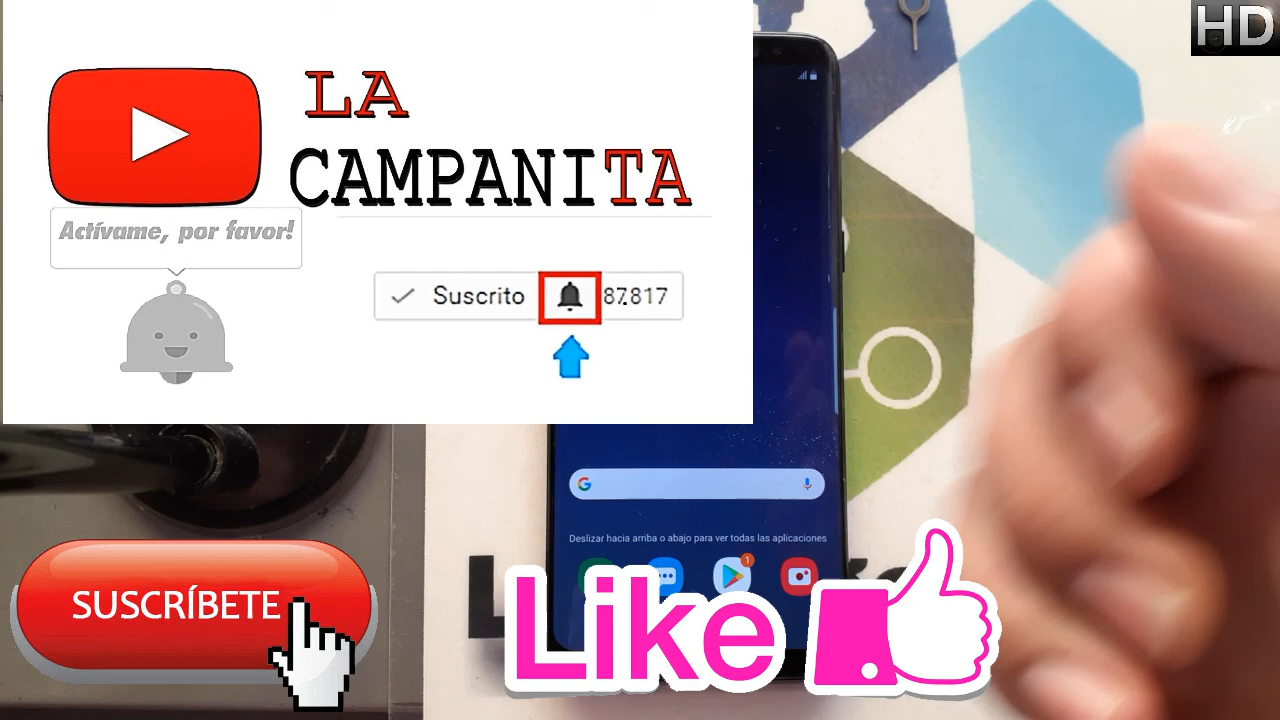 HD
LA
CAMPANITA
Actívame, por favor!
Suscrito
87.817
Deslizar hacia arriba o abajo para ver todas las aplicaciones
1
SUSCRÍBETE
Like